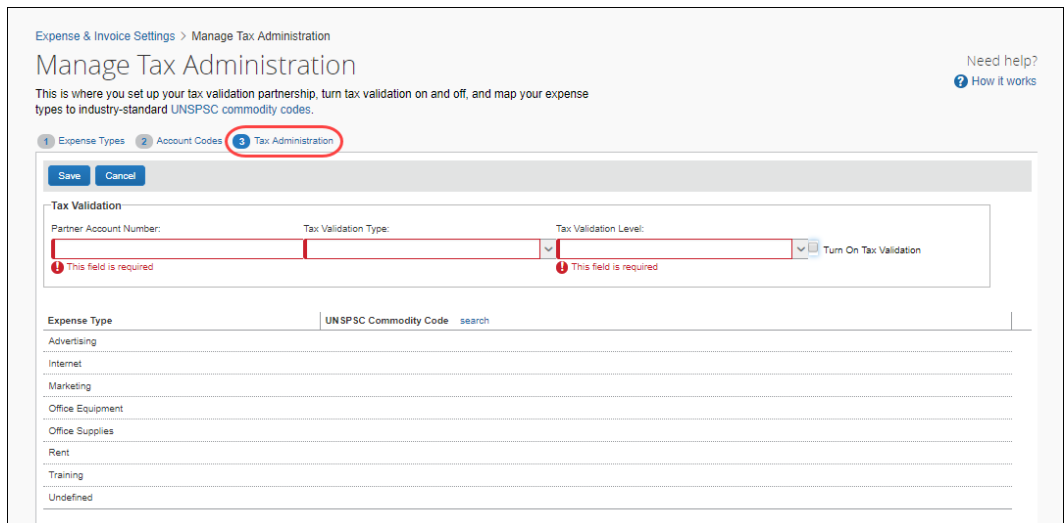 Expense & Invoice Settings > Manage Tax Administration
Manage Tax Administration
Need help?
? How it works
This is where you set up your tax validation partnership, turn tax validation on and off, and map your expense
types to industry-standard UNSPSC commodity codes.
1 Expense Types 2 Account Codes 3 Tax Administration
Save Cancel
Tax Validation
Partner Account Number: Tax Validation Type: Tax Validation Level:
Turn On Tax Validation
! This field is required ! This field is required
Expense Type UNSPSC Commodity Code search
Advertising
Internet
Marketing
Office Equipment
Office Supplies
Rent
Training
Undefined